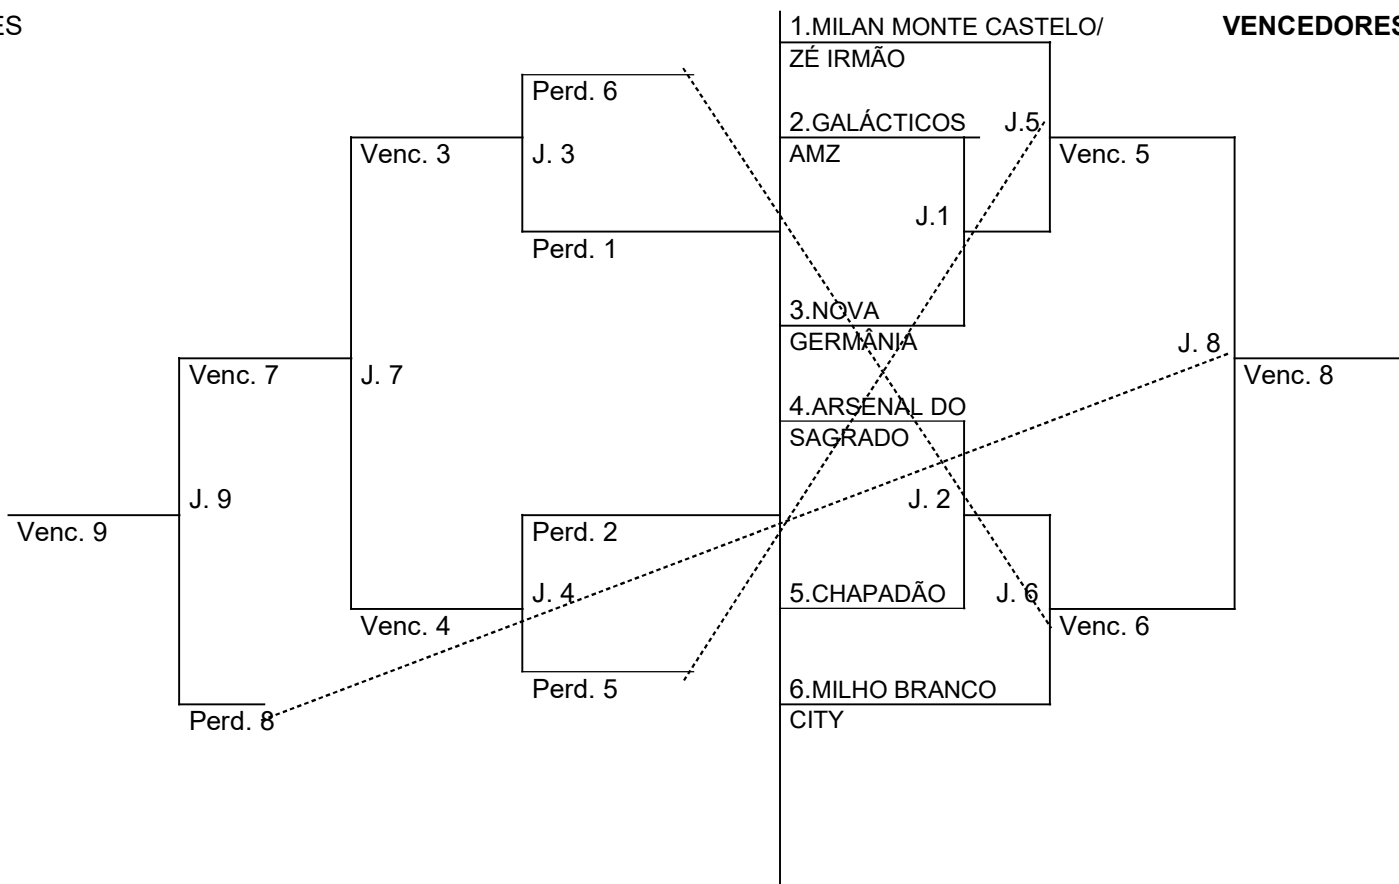 ES
1.MILAN MONTE CASTELO/
VENCEDORES
ZÉ IRMÃO
Perd. 6
2.GALÁCTICOS
J.5
Venc. 3
J. 3
AMZ
Venc. 5
J.1
Perd. 1
3.NOVA
GERMÂNIA
J. 8
Venc. 7
J. 7
Venc. 8
4.ARSENAL DO
SAGRADO
J. 9
J. 2
Venc. 9
Perd. 2
J. 4
5.CHAPADÃO
J. 6
Venc. 4
Venc. 6
Perd. 5
6.MILHO BRANCO
Perd. 8
CITY